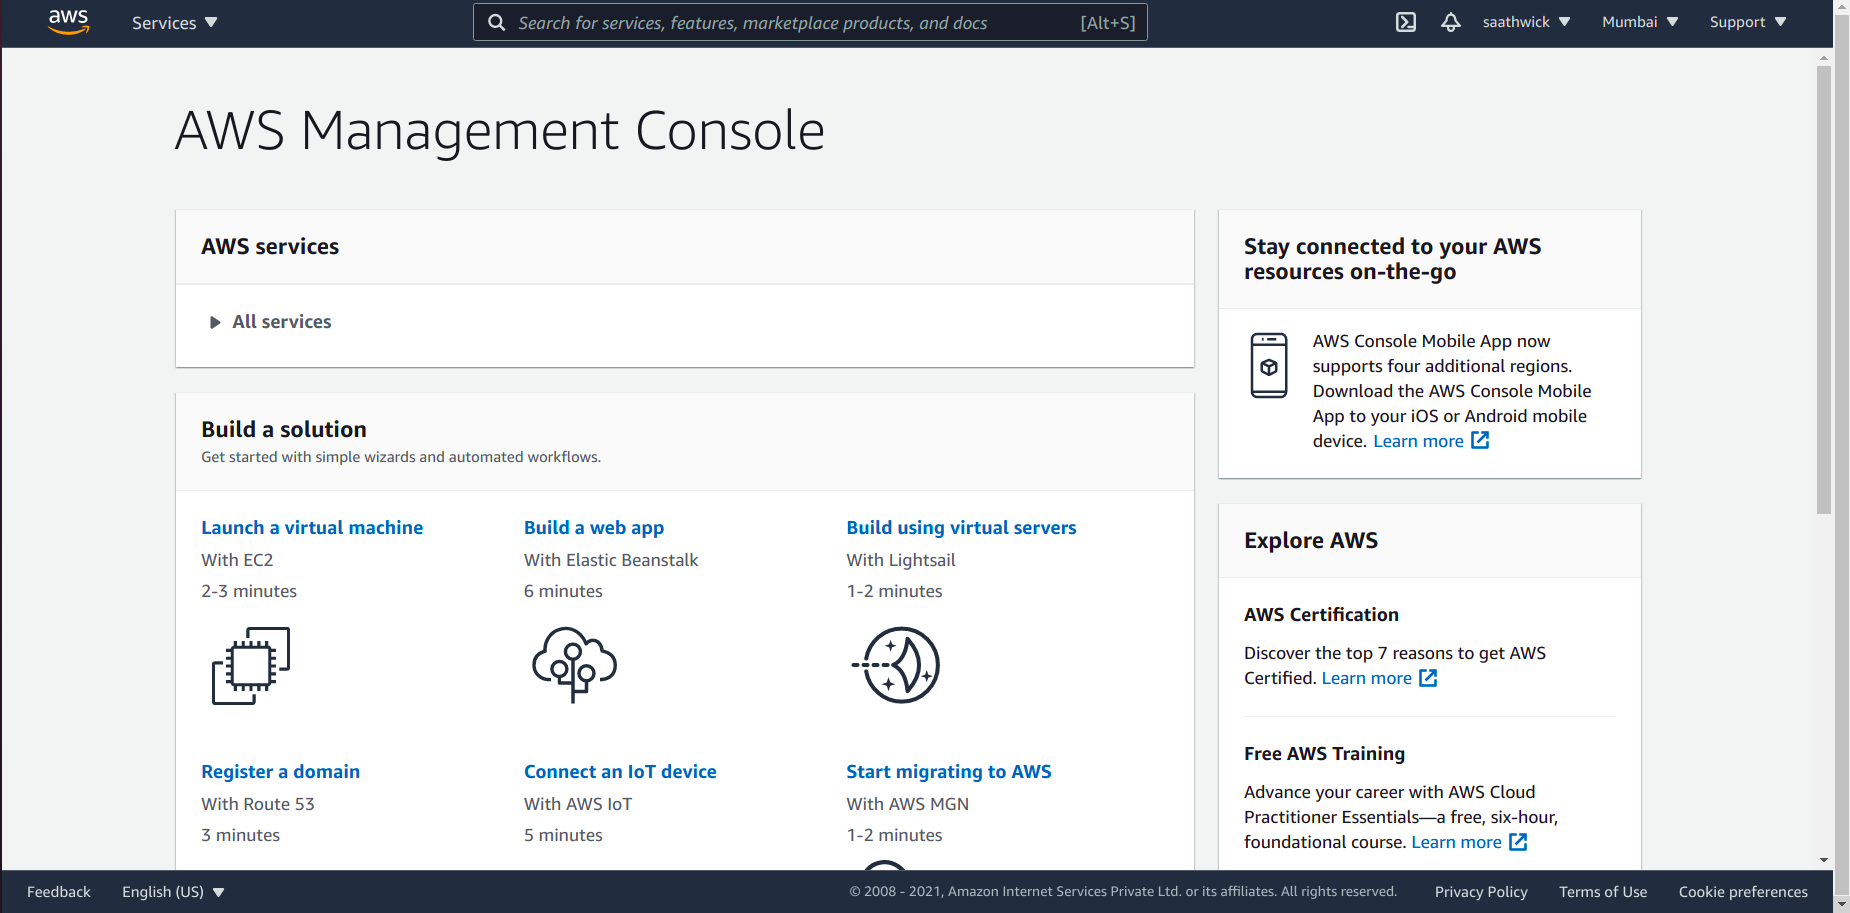 aws
Services
Search for services, features, marketplace products, and docs
[Alt+S]
saathwick
Mumbai
Support
AWS Management Console
AWS services
All services
Build a solution
Get started with simple wizards and automated workflows.
Launch a virtual machine
With EC2
2-3 minutes
Build a web app
With Elastic Beanstalk
6 minutes
Build using virtual servers
With Lightsail
1-2 minutes
Register a domain
With Route 53
3 minutes
Connect an IoT device
With AWS IoT
5 minutes
Start migrating to AWS
With AWS MGN
1-2 minutes
Stay connected to your AWS
resources on-the-go
AWS Console Mobile App now
supports four additional regions.
Download the AWS Console Mobile
App to your iOS or Android mobile
device. Learn more
Explore AWS
AWS Certification
Discover the top 7 reasons to get AWS
Certified. Learn more
Free AWS Training
Advance your career with AWS Cloud
Practitioner Essentials—a free, six-hour,
foundational course. Learn more
Feedback
English (US)
© 2008 - 2021, Amazon Internet Services Private Ltd. or its affiliates. All rights reserved.
Privacy Policy
Terms of Use
Cookie preferences